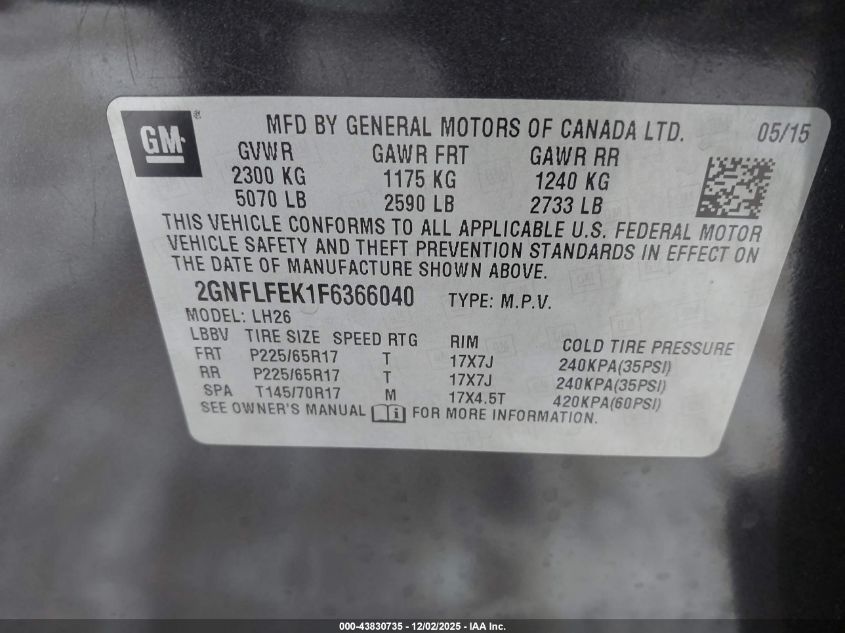 GM ®
MFD BY GENERAL MOTORS OF CANADA LTD. 05/15
GVWR GAWR FRT GAWR RR
2300 KG 1175 KG 1240 KG
5070 LB 2590 LB 2733 LB
THIS VEHICLE CONFORMS TO ALL APPLICABLE U.S. FEDERAL MOTOR
VEHICLE SAFETY AND THEFT PREVENTION STANDARDS IN EFFECT ON
THE DATE OF MANUFACTURE SHOWN ABOVE.
2GNFLFEK1F6366040 TYPE: M.P.V.
MODEL: LH26
LBBV TIRE SIZE SPEED RTG RIM COLD TIRE PRESSURE
FRT P225/65R17 T 17X7J 240KPA(35PSI)
RR P225/65R17 T 17X7J 240KPA(35PSI)
SPA T145/70R17 M 17X4.5T 420KPA(60PSI)
SEE OWNER'S MANUAL i FOR MORE INFORMATION.
000-43830735 - 12/02/2025 - IAA Inc.